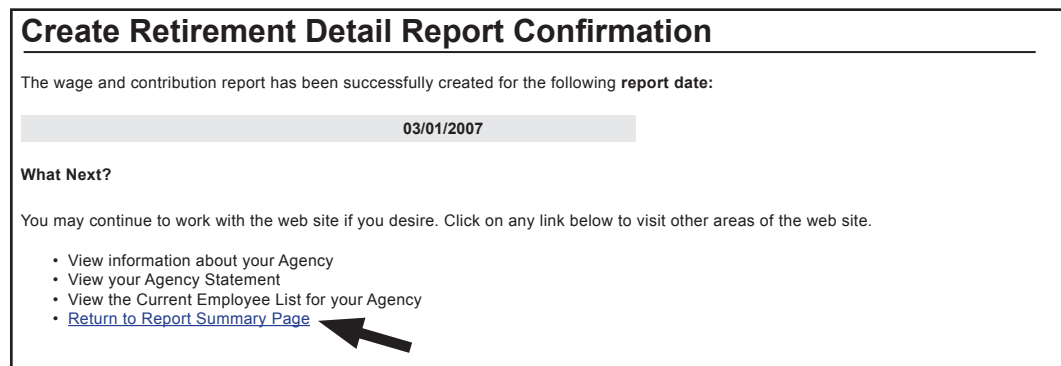 Create Retirement Detail Report Confirmation
The wage and contribution report has been successfully created for the following report date:
03/01/2007
What Next?
You may continue to work with the web site if you desire. Click on any link below to visit other areas of the web site.
• View information about your Agency
• View your Agency Statement
• View the Current Employee List for your Agency
• Return to Report Summary Page